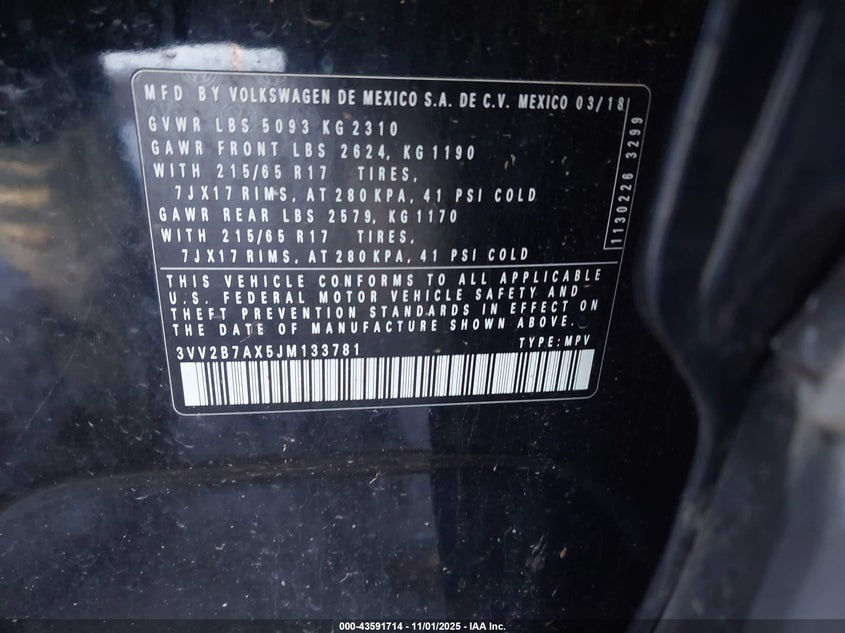 MFD BY VOLKSWAGEN DE MEXICO S.A. DE C.V. MEXICO 03/18
GVWR LBS 5093 KG 2310
GAWR FRONT LBS 2624, KG 1190
WITH 215/65 R17 TIRES,
7JX17 RIMS, AT 280 KPA, 41 PSI COLD
GAWR REAR LBS 2579, KG 1170
WITH 215/65 R17 TIRES,
7JX17 RIMS, AT 280 KPA, 41 PSI COLD
1130226 3299
THIS VEHICLE CONFORMS TO ALL APPLICABLE
U.S. FEDERAL MOTOR VEHICLE SAFETY AND
THEFT PREVENTION STANDARDS IN EFFECT ON
THE DATE OF MANUFACTURE SHOWN ABOVE.
3VV2B7AX5JM133781 TYPE: MPV
000-43591714 - 11/01/2025 - IAA Inc.